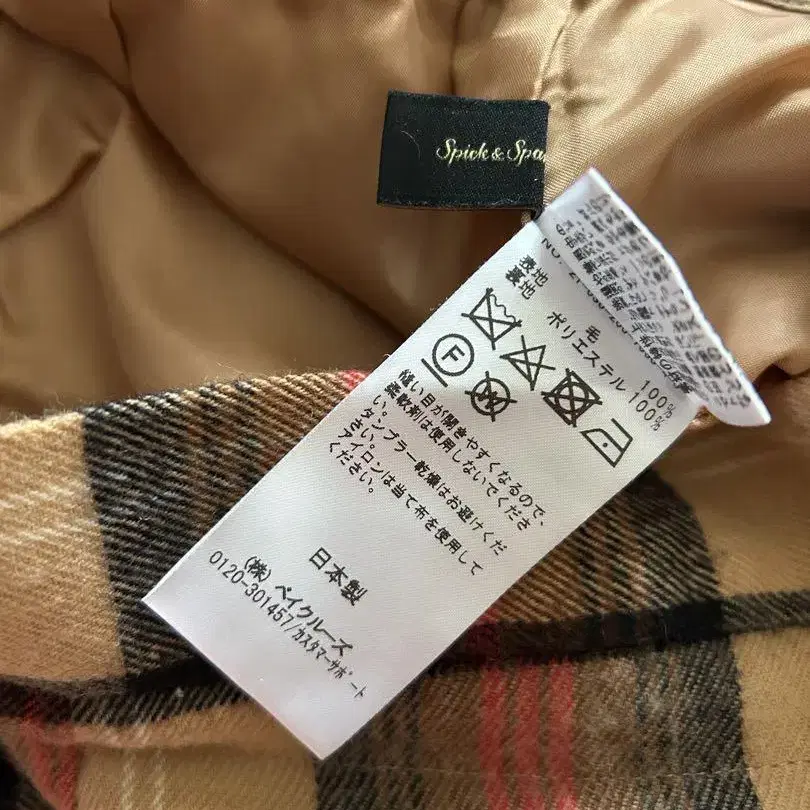 Spick & Spa
表地 毛 100%
裏地 ポリエステル 100%
F
W
縫い目が開きやすくなるので、
柔軟剤は使用しないでくださ
い。タンブラー乾燥はお避けくだ
さい。アイロンは当て布を使用して
ください。
日本製
(株) ベイクルーズ
0120-301457/カスタマーサポート